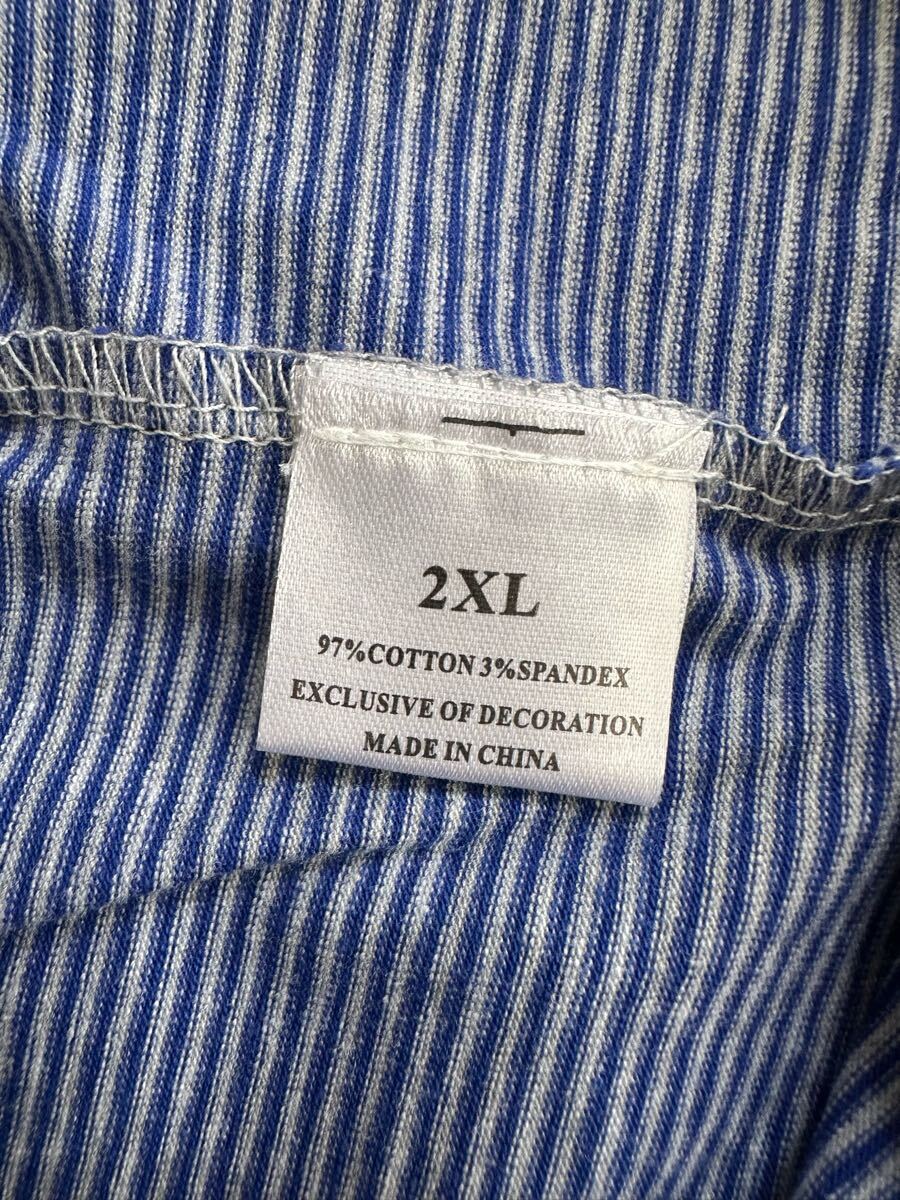 2XL
97%COTTON 3%SPANDEX
EXCLUSIVE OF DECORATION
MADE IN CHINA